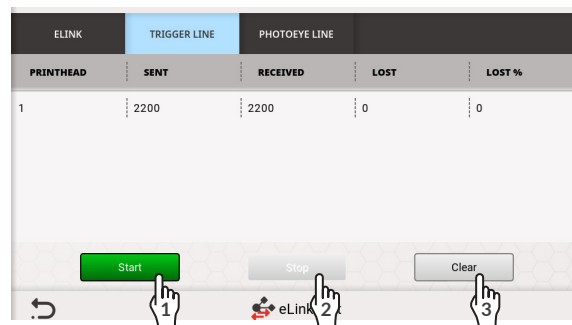 ELINK TRIGGER LINE PHOTOEYE LINE
PRINTHEAD SENT RECEIVED LOST LOST %
1 2200 2200 0 0
Start Stop Clear
1 2 3
eLink